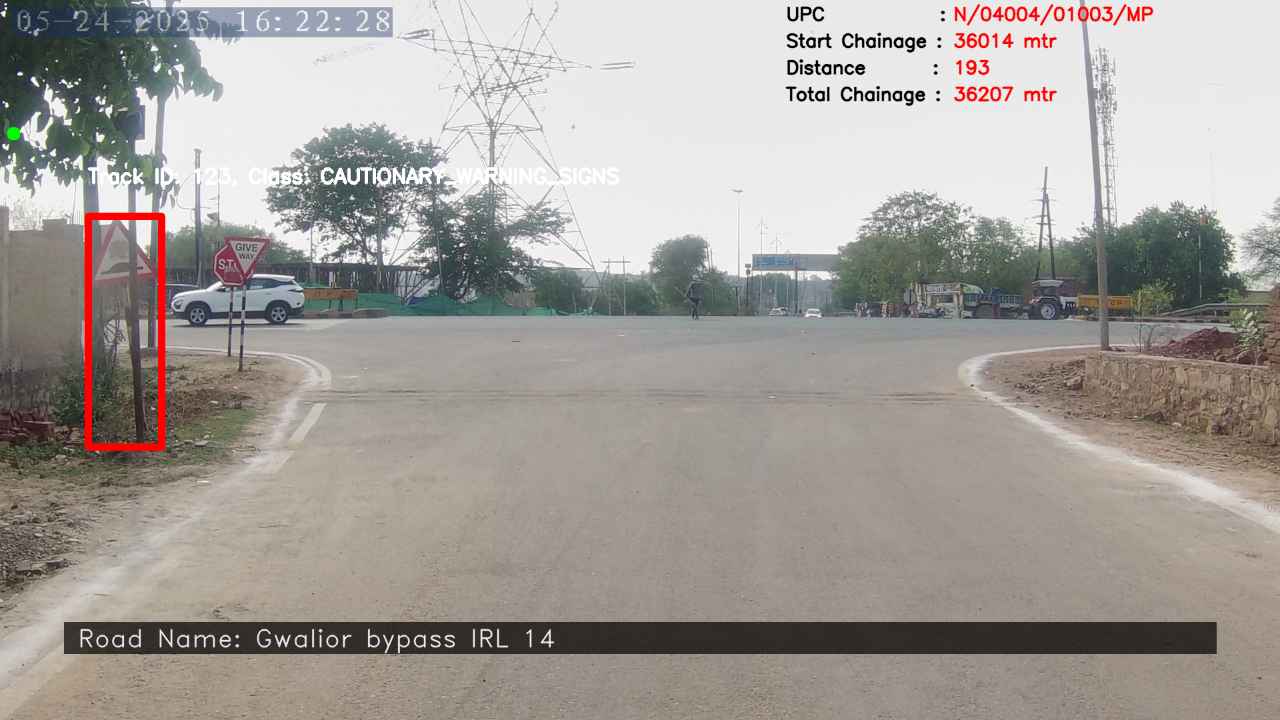 05-24-2025 16:22:28
UPC : N/04004/01003/MP
Start Chainage : 36014 mtr
Distance : 193
Total Chainage : 36207 mtr
Track ID: 123, Class: CAUTIONARY_WARNING_SIGNS
GIVE
WAY
Road Name: Gwalior bypass IRL 14